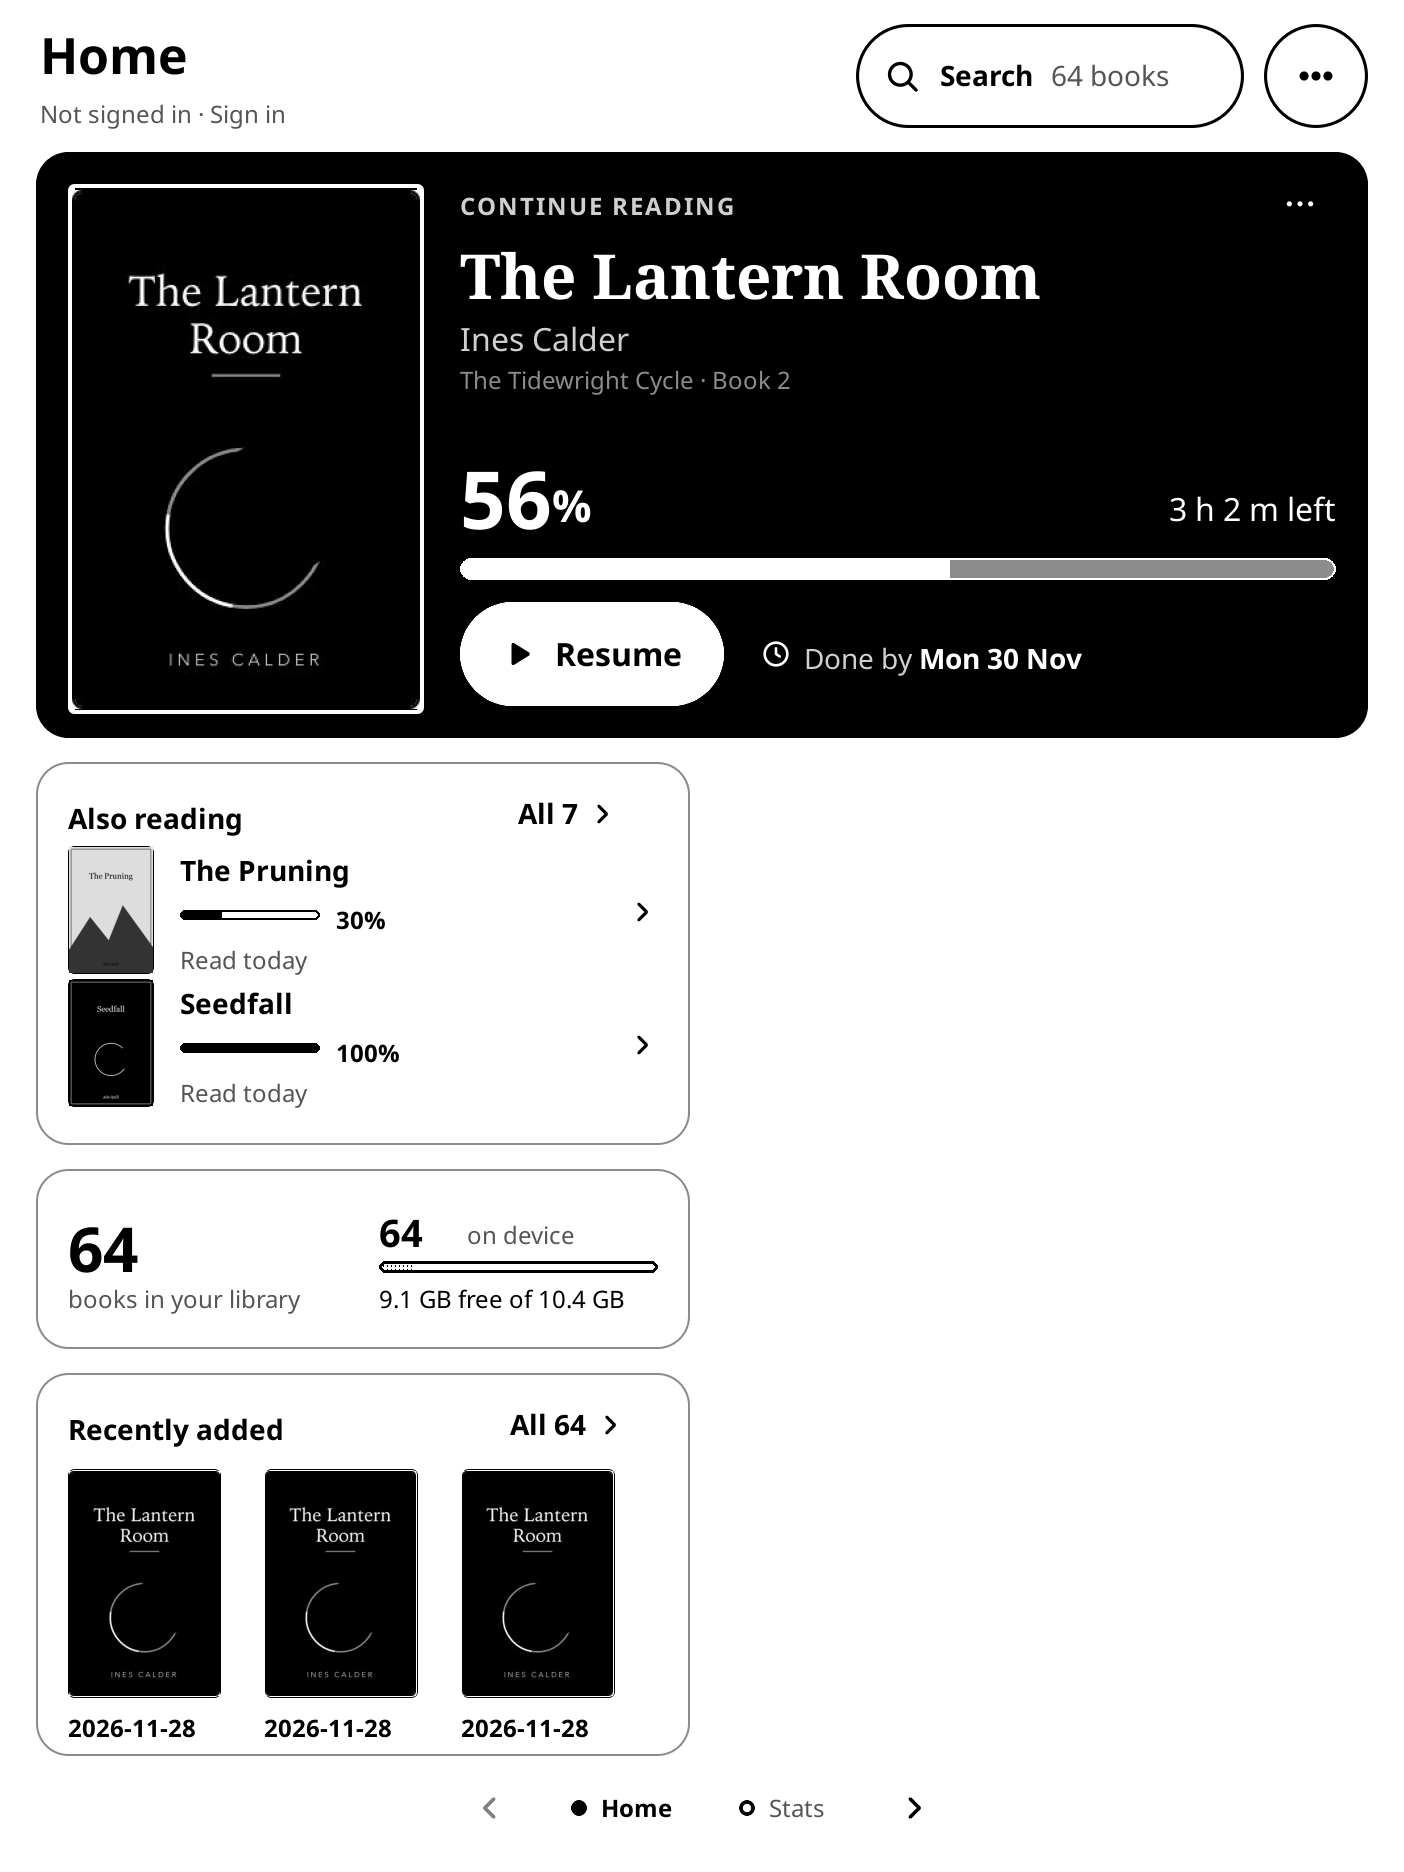 Home
Not signed in · Sign in
Search 64 books
The Lantern
Room
INES CALDER
CONTINUE READING
The Lantern Room
Ines Calder
The Tidewright Cycle · Book 2
56%
3 h 2 m left
Resume
Done by Mon 30 Nov
Also reading
All 7
The Pruning
The Pruning
30%
Read today
Seedfall
Seedfall
100%
Read today
64
books in your library
64 on device
9.1 GB free of 10.4 GB
Recently added
All 64
The Lantern
Room
INES CALDER
2026-11-28
The Lantern
Room
INES CALDER
2026-11-28
The Lantern
Room
INES CALDER
2026-11-28
Home
Stats